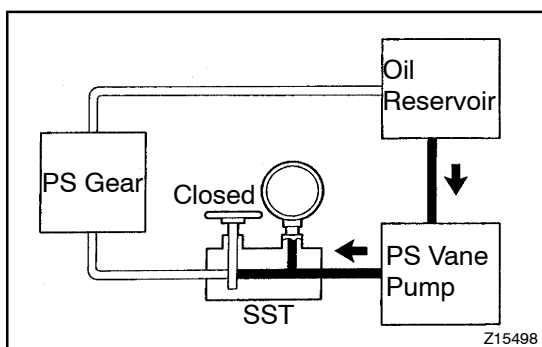 Oil
Reservoir
PS Gear
Closed
PS Vane
Pump
SST
Z15498